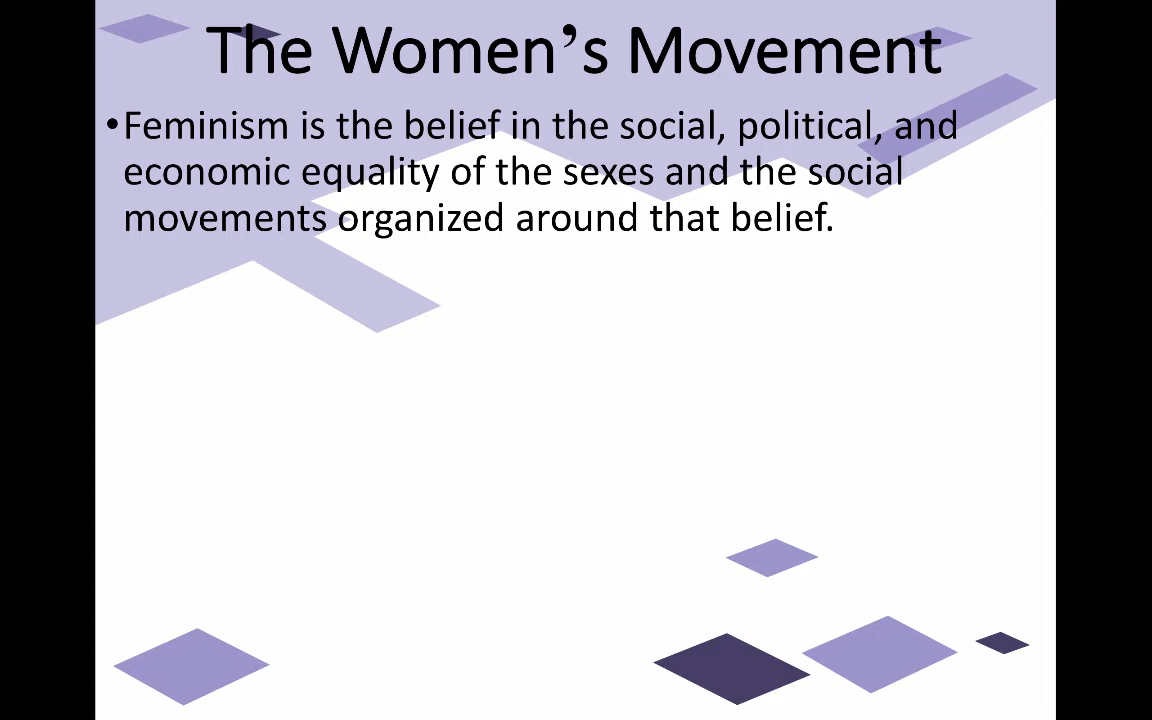 The Women’s Movement
•Feminism is the belief in the social, political, and
economic equality of the sexes and the social
movements organized around that belief.